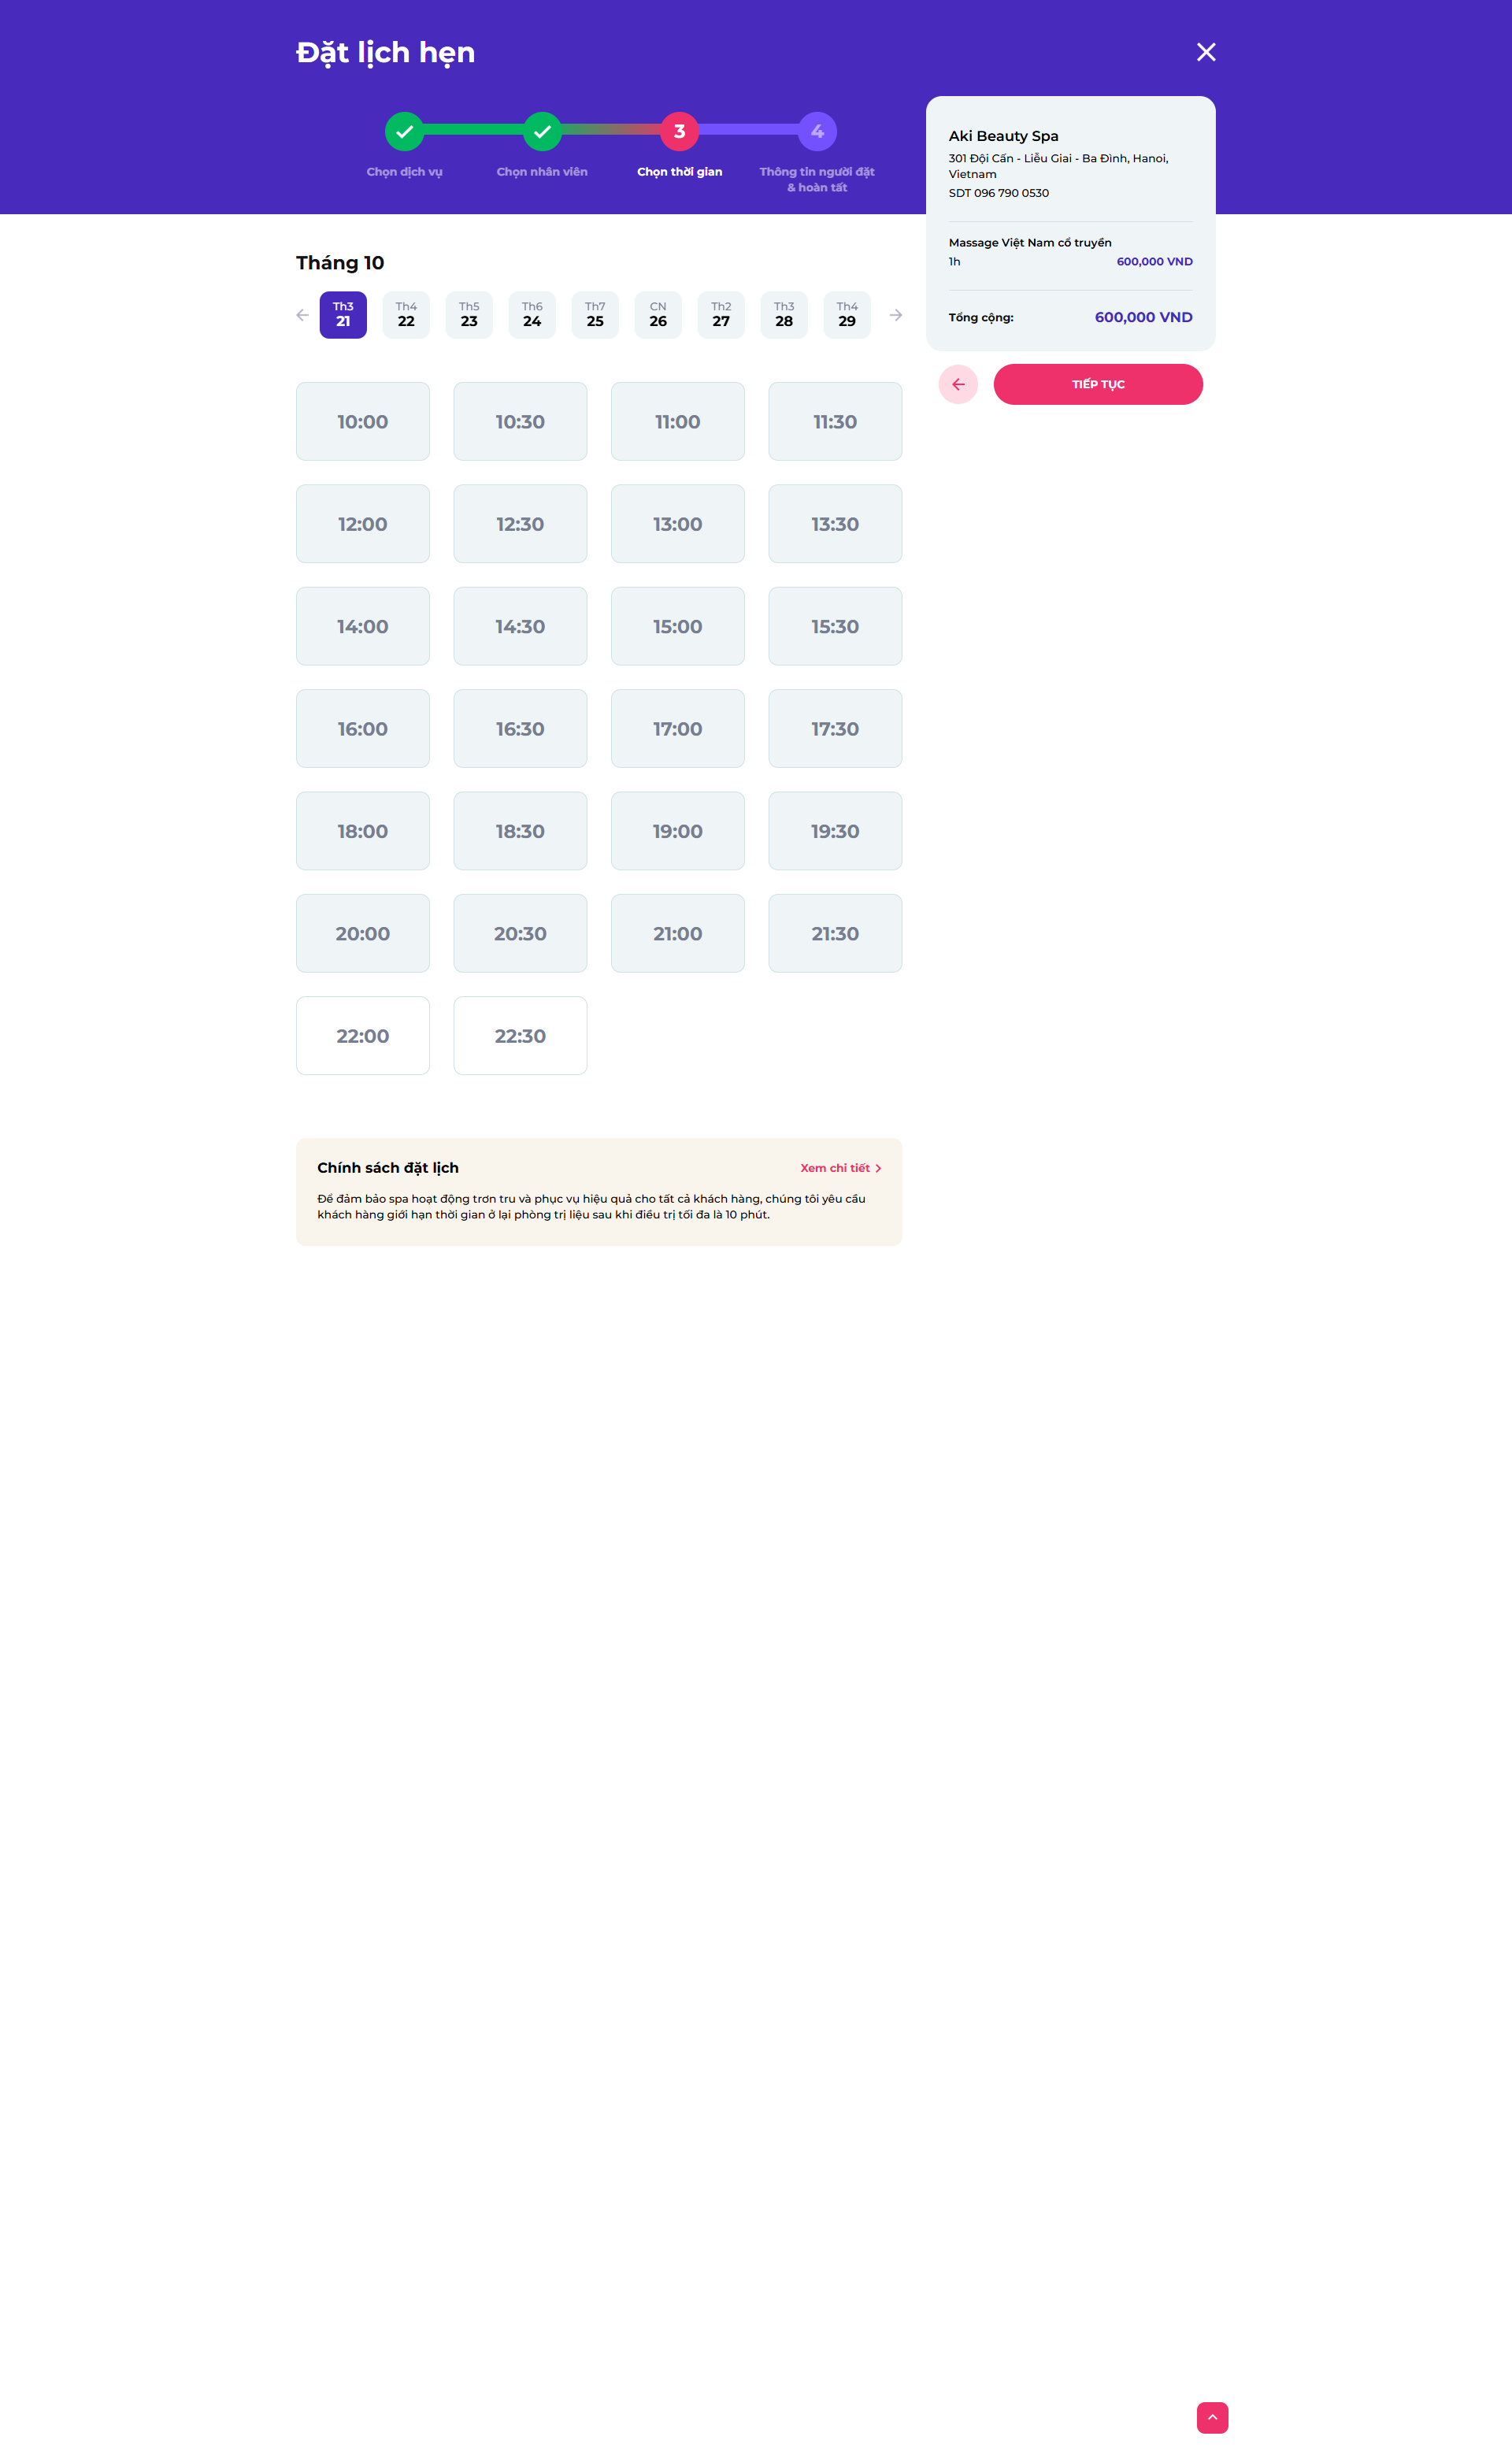 Đặt lịch hẹn
3
4
Chọn dịch vụ
Chọn nhân viên
Chọn thời gian
Thông tin người đặt
& hoàn tất
Aki Beauty Spa
301 Đội Cấn - Liễu Giai - Ba Đình, Hanoi,
Vietnam
SDT 096 790 0530
Massage Việt Nam cổ truyền
1h 600,000 VND
Tổng cộng: 600,000 VND
TIẾP TỤC
Tháng 10
Th3 Th4 Th5 Th6 Th7 CN Th2 Th3 Th4
21 22 23 24 25 26 27 28 29
10:00 10:30 11:00 11:30
12:00 12:30 13:00 13:30
14:00 14:30 15:00 15:30
16:00 16:30 17:00 17:30
18:00 18:30 19:00 19:30
20:00 20:30 21:00 21:30
22:00 22:30
Chính sách đặt lịch Xem chi tiết
Để đảm bảo spa hoạt động trơn tru và phục vụ hiệu quả cho tất cả khách hàng, chúng tôi yêu cầu
khách hàng giới hạn thời gian ở lại phòng trị liệu sau khi điều trị tối đa là 10 phút.